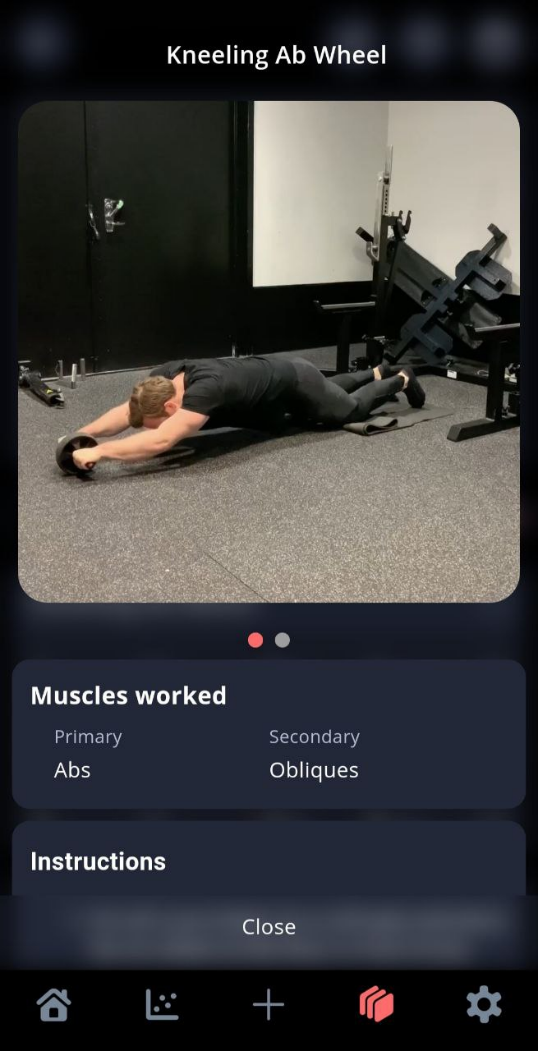 Kneeling Ab Wheel
Muscles worked
Primary Secondary
Abs Obliques
Instructions
Close